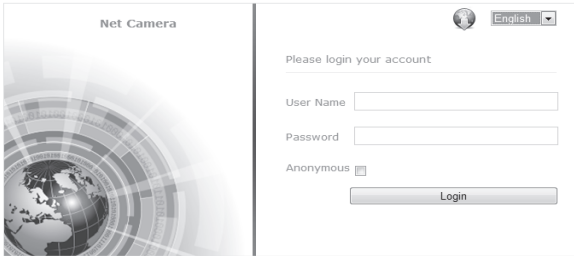 Net Camera
English
Please login your account
User Name
Password
Anonymous
Login